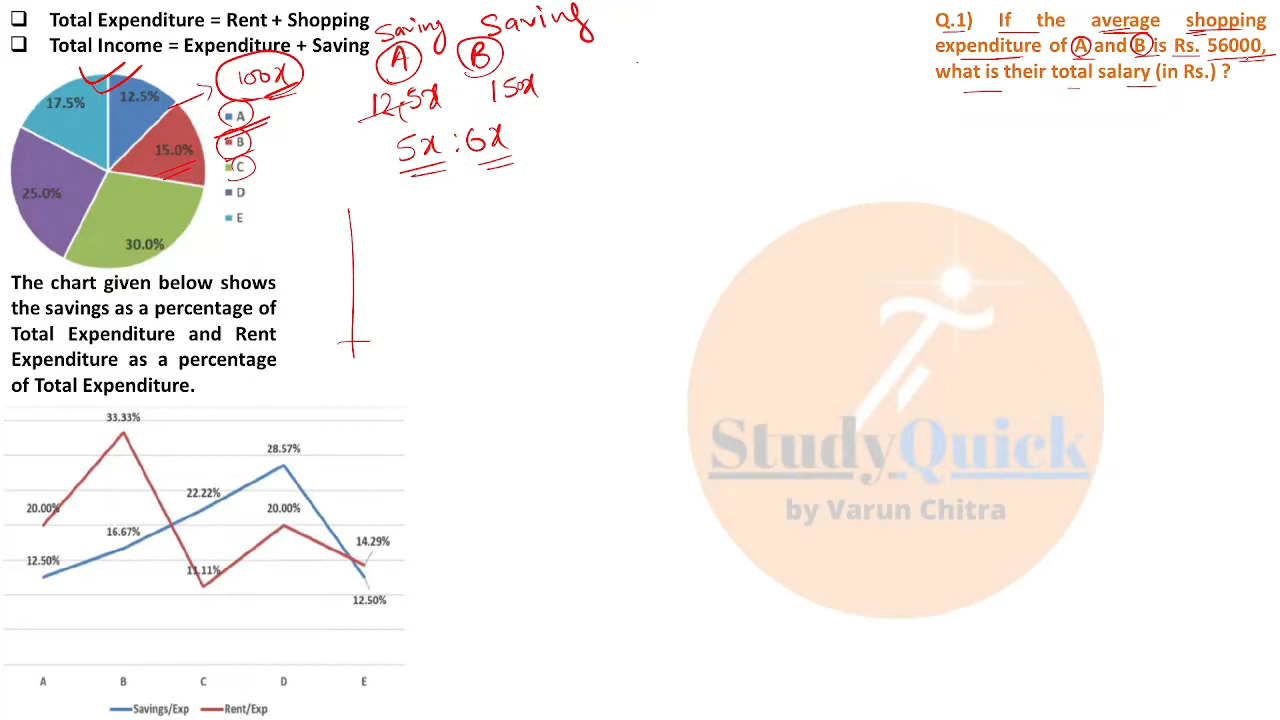 Total Expenditure = Rent + Shopping
Total Income = Expenditure + Saving
Saving Saving
A B
12.5x 150x
5x : 6x
100x
17.5%
12.5%
15.0%
25.0%
30.0%
A
B
C
D
E
The chart given below shows
the savings as a percentage of
Total Expenditure and Rent
Expenditure as a percentage
of Total Expenditure.
33.33%
28.57%
22.22%
20.00%
20.00%
16.67%
14.29%
12.50%
11.11%
12.50%
A B C D E
Savings/Exp Rent/Exp
Q.1) If the average shopping
expenditure of A and B is Rs. 56000,
what is their total salary (in Rs.) ?
StudyQuick
by Varun Chitra